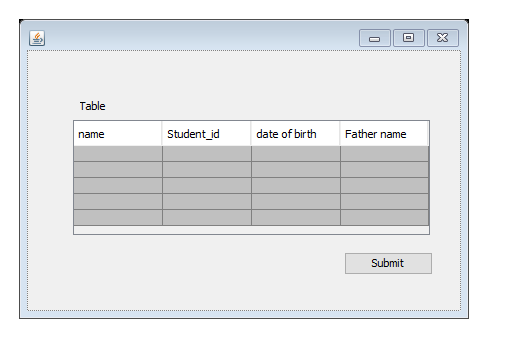 Table
name Student_id date of birth Father name
Submit